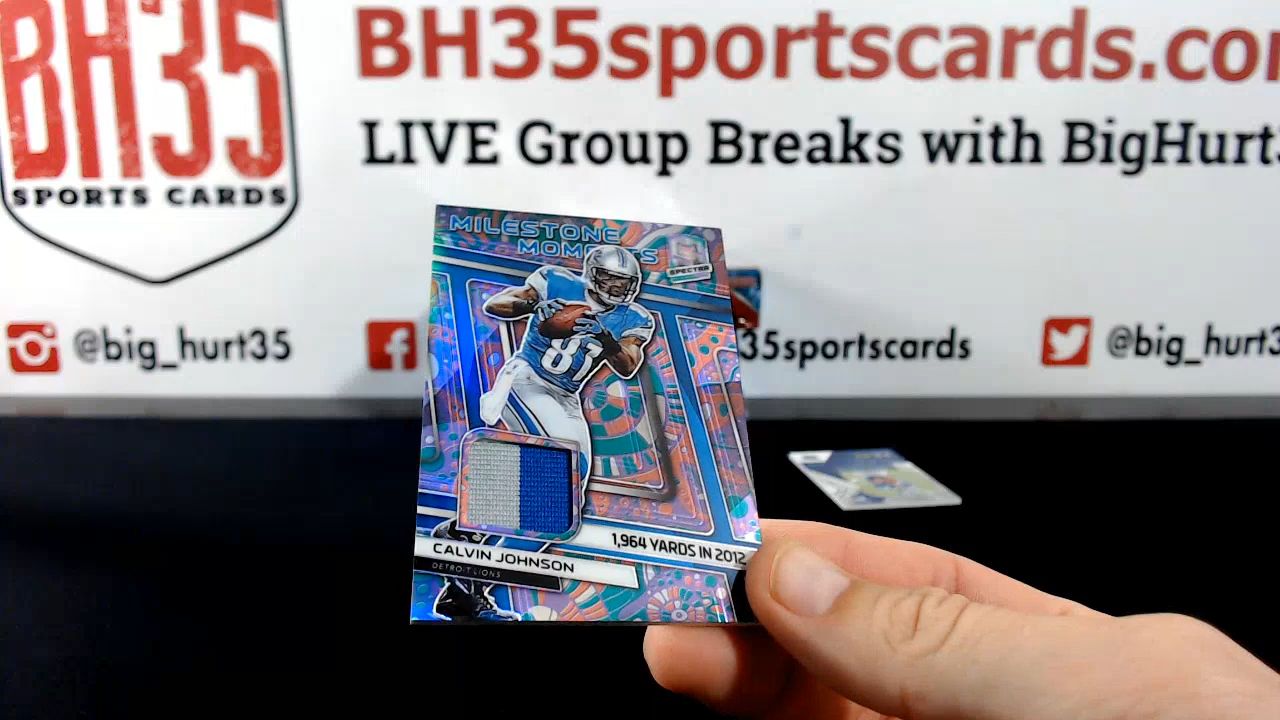 BH35
SPORTS CARDS
BH35sportscards.co
LIVE Group Breaks with BigHurt
@big_hurt35
35sportscards
@big_hurt3
MILESTONE
MOMENTS
SPECTRA
81
1,964 YARDS IN 2012
CALVIN JOHNSON
DETROIT LIONS